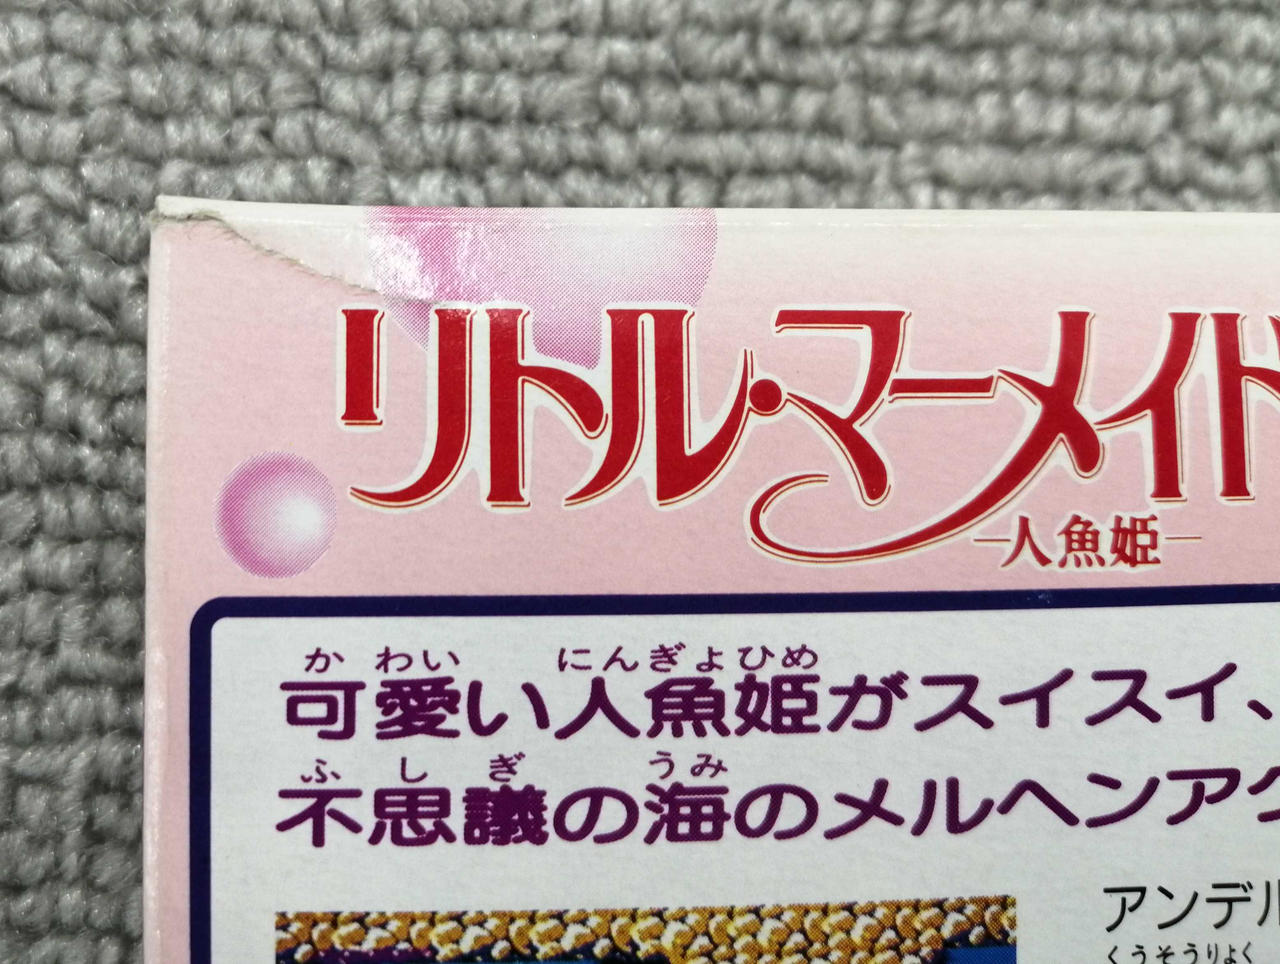 リトル・マーメイド
―人魚姫―
かわい にんぎょひめ
可愛い人魚姫がスイスイ、
ふしぎ うみ
不思議の海のメルヘンアク
アンデル
くうそうりょく